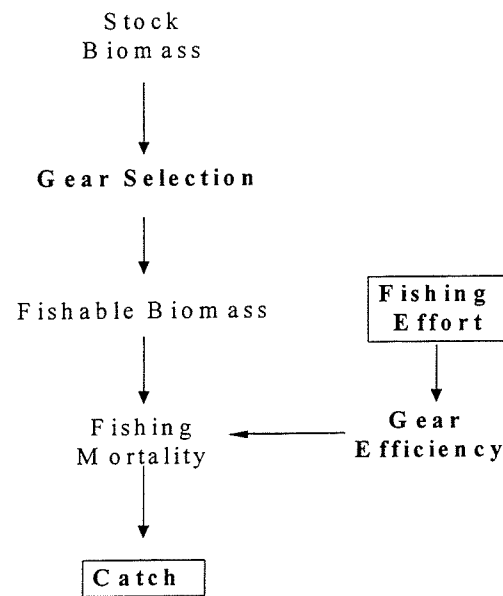 Stock
Biomass
Gear Selection
Fishable Biomass
Fishing
Effort
Fishing
Mortality
Gear
Efficiency
Catch